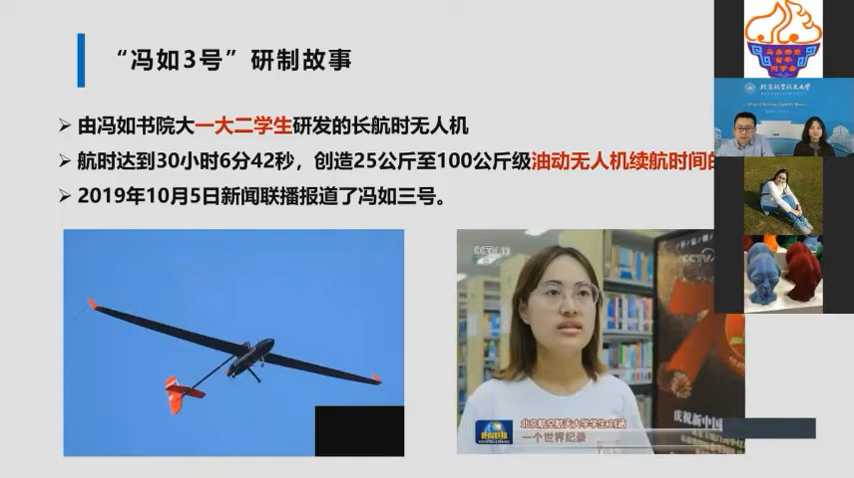 “冯如3号”研制故事
由冯如书院大一大二学生研发的长航时无人机
航时达到30小时6分42秒，创造25公斤至100公斤级油动无人机续航时间的
2019年10月5日新闻联播报道了冯如三号。
CCTV 13
CCTV
北京航空航天大学学生
一个世界纪录
新闻联播
庆祝新中国
北京航空航天大学